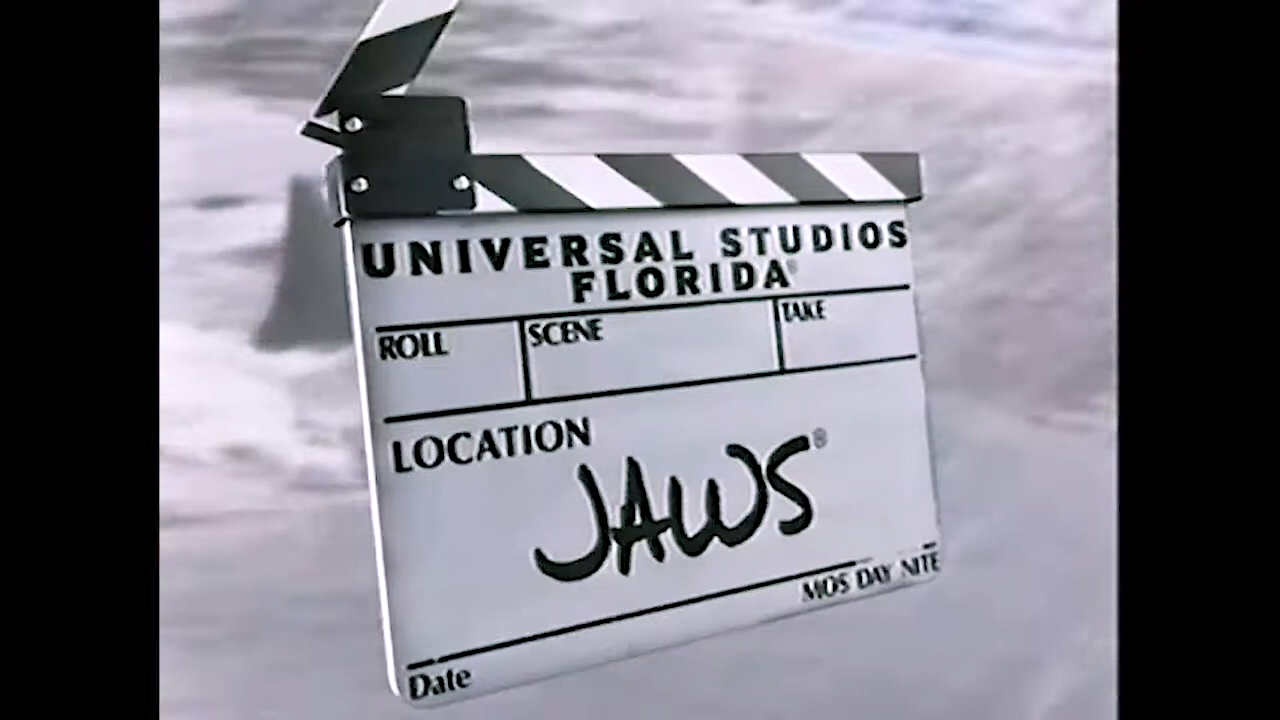 UNIVERSAL STUDIOS
FLORIDA®
ROLL SCENE TAKE
LOCATION
JAWS®
MOS DAY NITE
Date